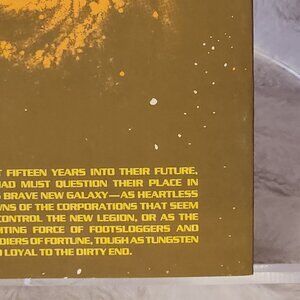 FIFTEEN YEARS INTO THEIR FUTURE,
MUST QUESTION THEIR PLACE IN
BRAVE NEW GALAXY—AS HEARTLESS
OF THE CORPORATIONS THAT SEEM
CONTROL THE NEW LEGION, OR AS THE
FORCE OF FOOTSLOGGERS AND
OF FORTUNE, TOUGH AS TUNGSTEN
LOYAL TO THE DIRTY END.